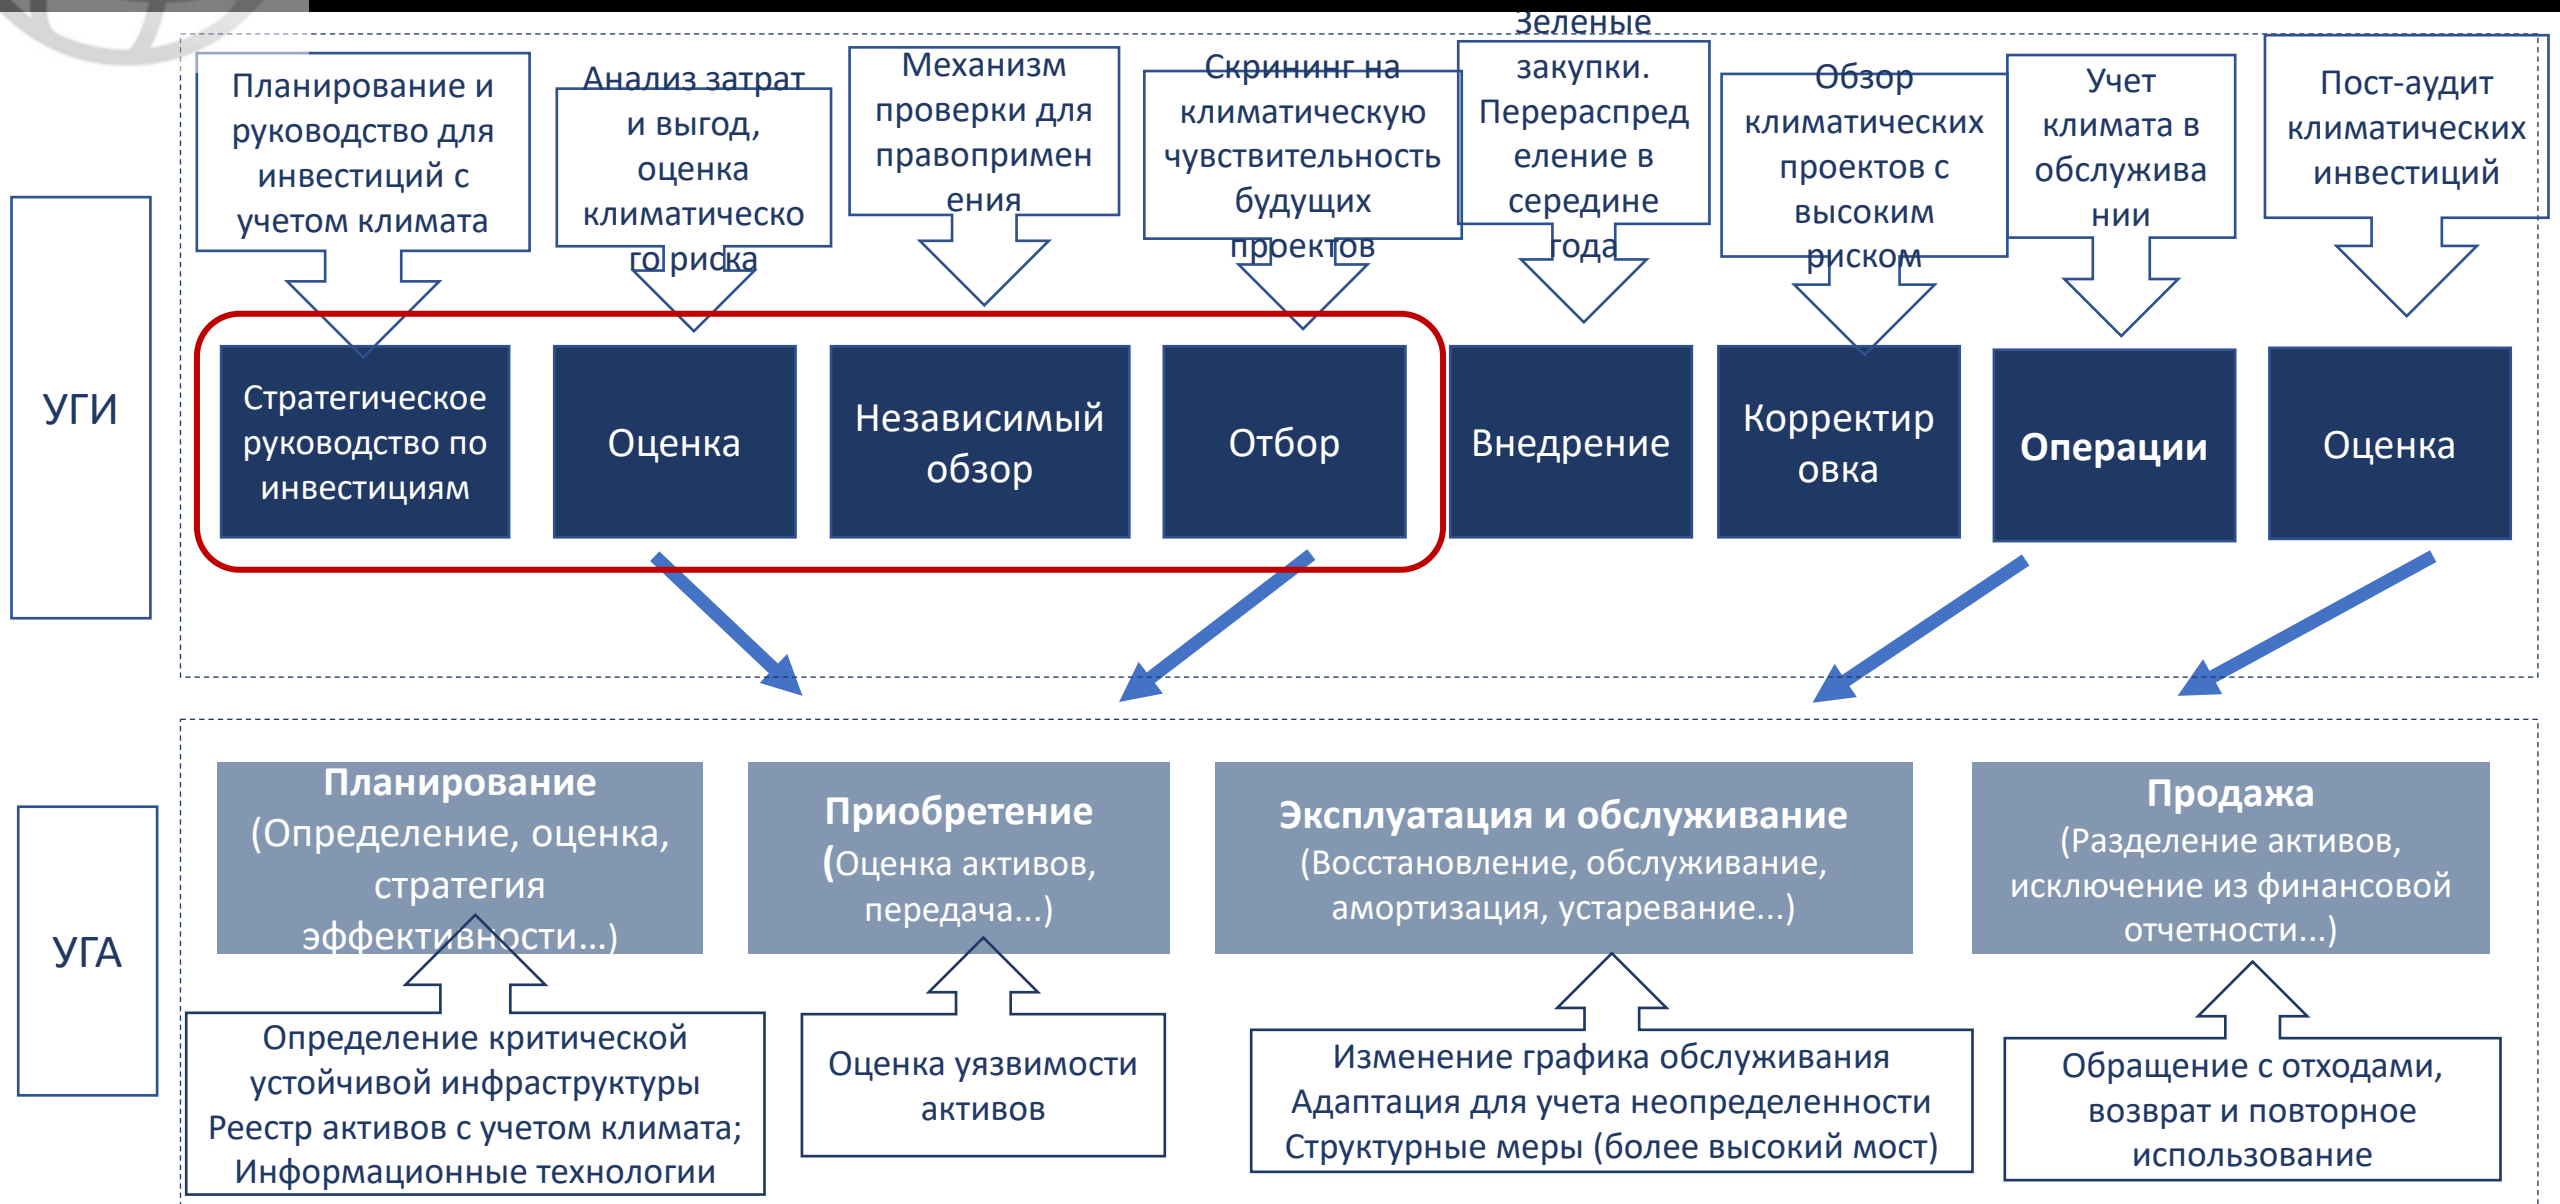 Планирование и
руководство для
инвестиций с
учетом климата
Анализ затрат
и выгод,
оценка
климатическо
го риска
Механизм
проверки для
правопримен
ения
Скрининг на
климатическую
чувствительность
будущих
проектов
Зеленые
закупки.
Перераспред
еление в
середине
года
Обзор
климатических
проектов с
высоким
риском
Учет
климата в
обслужива
нии
Пост-аудит
климатических
инвестиций
УГИ
Стратегическое
руководство по
инвестициям
Оценка
Независимый
обзор
Отбор
Внедрение
Корректир
овка
Операции
Оценка
УГА
Планирование
(Определение, оценка,
стратегия
эффективности...)
Приобретение
(Оценка активов,
передача...)
Эксплуатация и обслуживание
(Восстановление, обслуживание,
амортизация, устаревание...)
Продажа
(Разделение активов,
исключение из финансовой
отчетности...)
Определение критической
устойчивой инфраструктуры
Реестр активов с учетом климата;
Информационные технологии
Оценка уязвимости
активов
Изменение графика обслуживания
Адаптация для учета неопределенности
Структурные меры (более высокий мост)
Обращение с отходами,
возврат и повторное
использование